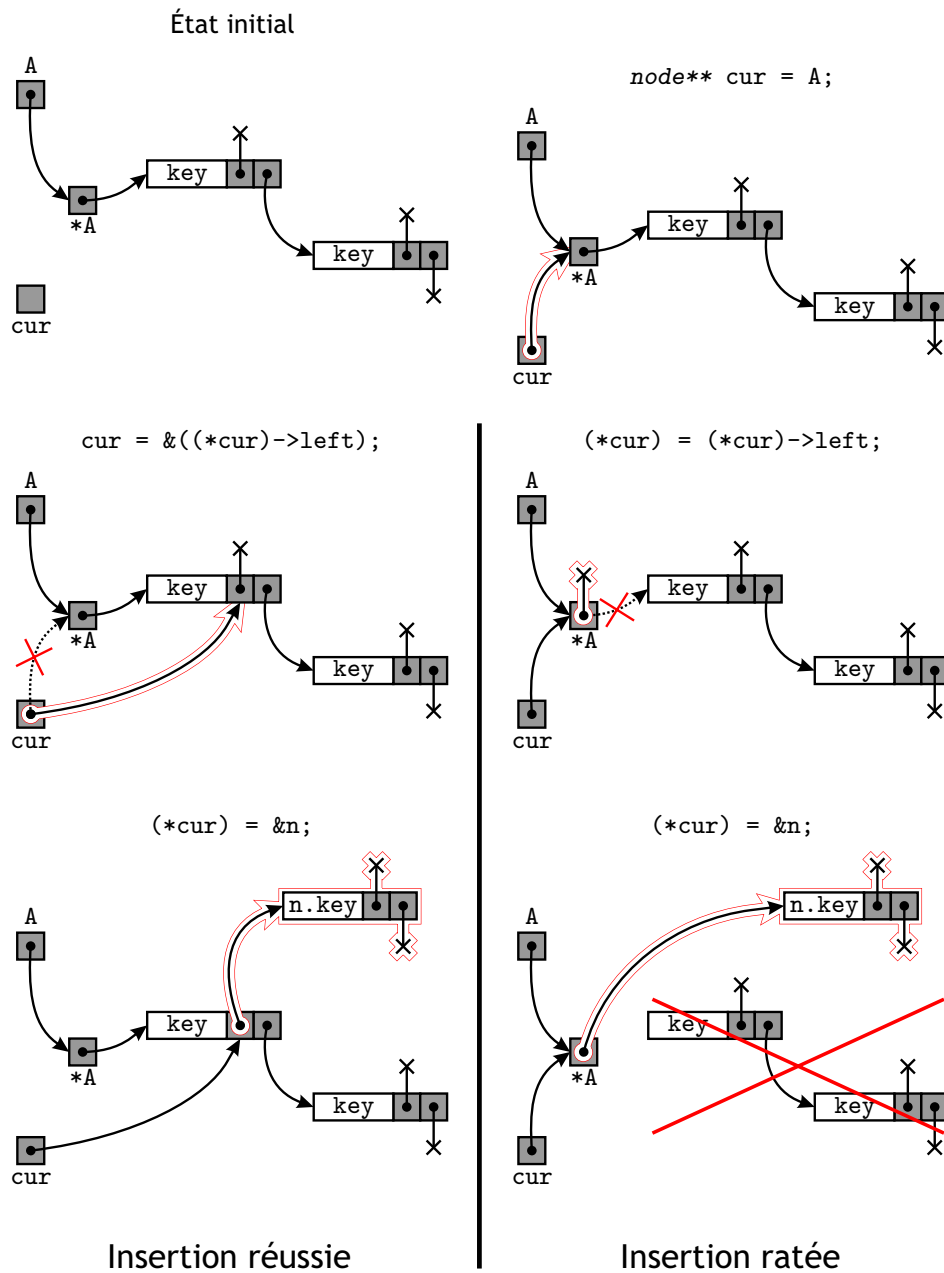 État initial
A
*A
key
key
cur
node** cur = A;
A
*A
key
key
cur
cur = &((*cur)->left);
A
*A
key
key
cur
(*cur) = (*cur)->left;
A
*A
key
key
cur
(*cur) = &n;
n.key
A
key
*A
key
cur
(*cur) = &n;
n.key
A
key
*A
key
cur
Insertion réussie
Insertion ratée